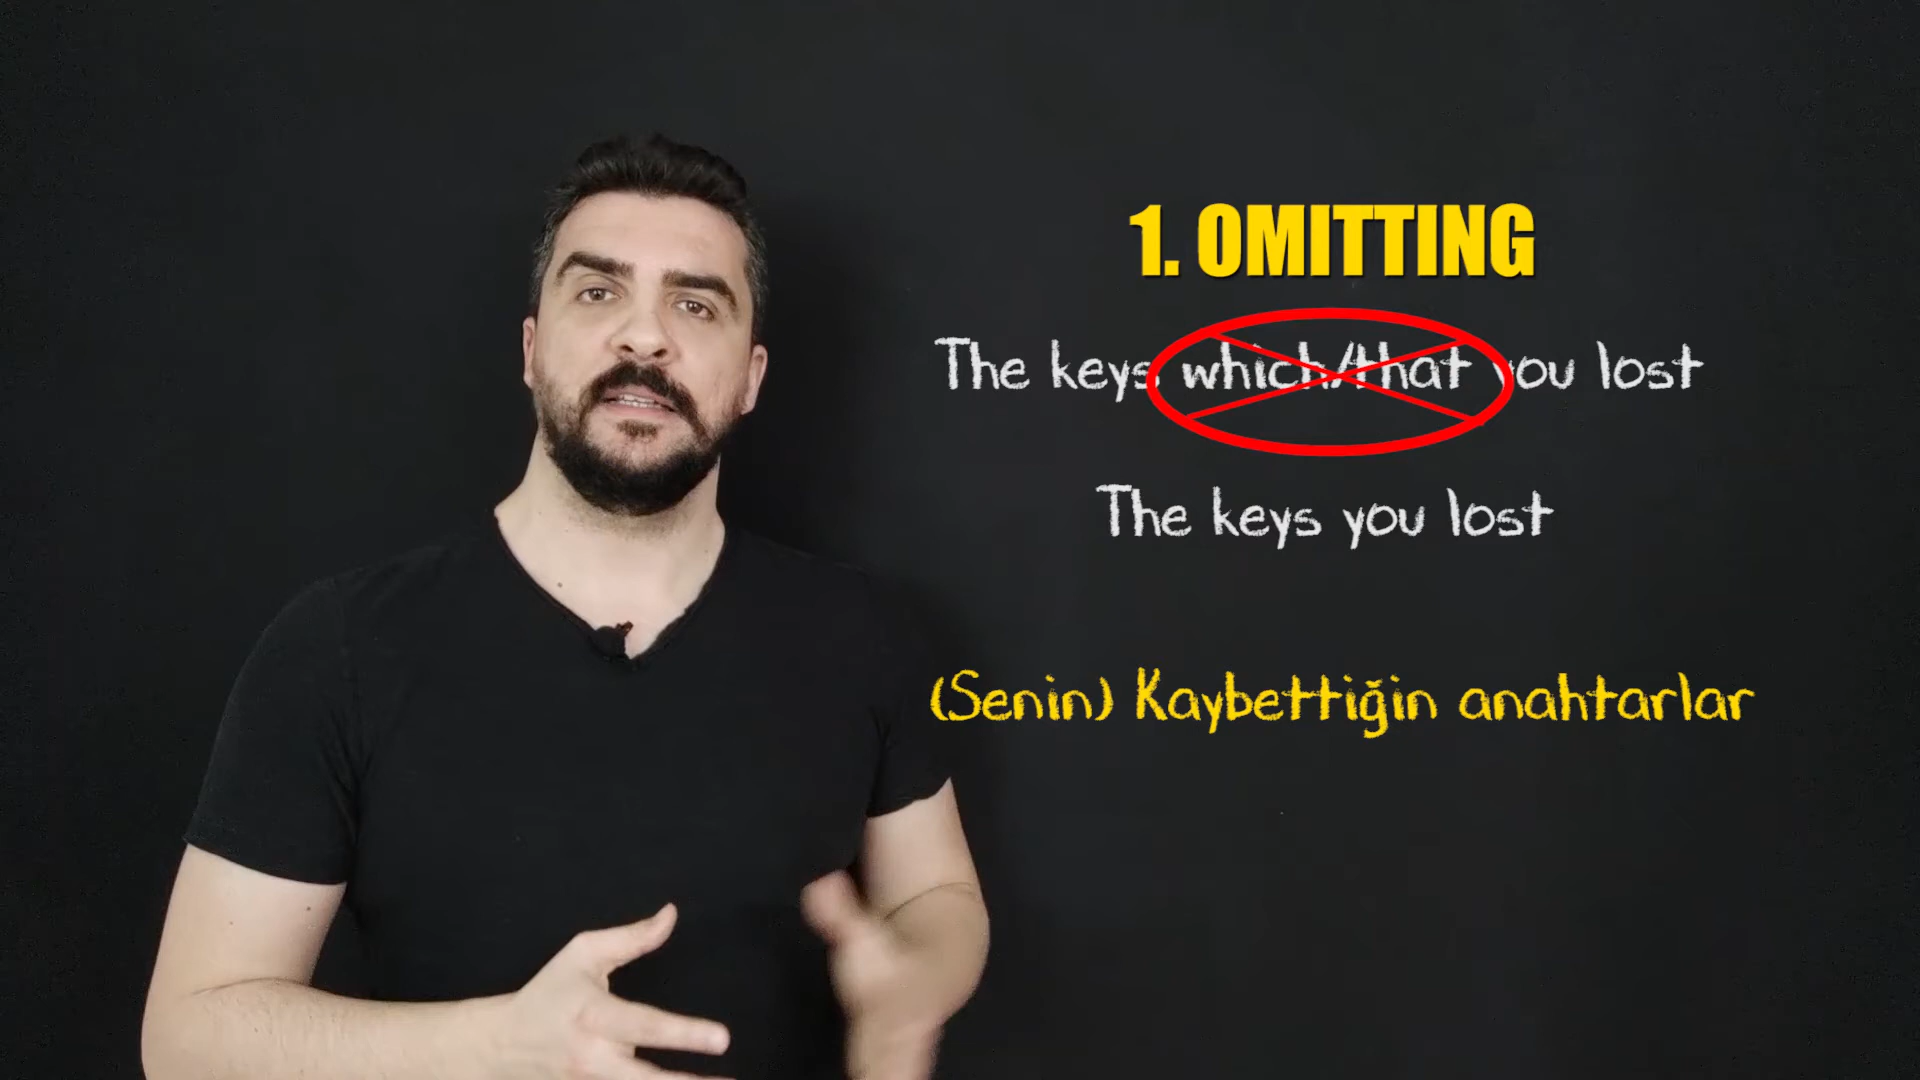 1. OMITTING
The keys which/that you lost
The keys you lost
(Senin) Kaybettiğin anahtarlar